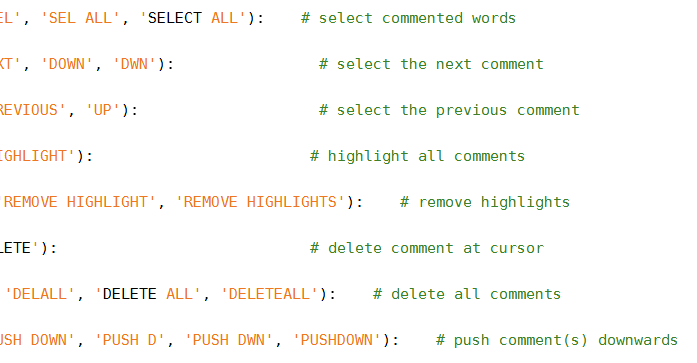 EL', 'SEL ALL', 'SELECT ALL'):    # select commented words
XT', 'DOWN', 'DWN'):                # select the next comment
REVIOUS', 'UP'):                    # select the previous comment
IGHLIGHT'):                        # highlight all comments
'REMOVE HIGHLIGHT', 'REMOVE HIGHLIGHTS'):    # remove highlights
LETE'):                            # delete comment at cursor
'DELALL', 'DELETE ALL', 'DELETEALL'):    # delete all comments
USH DOWN', 'PUSH D', 'PUSH DWN', 'PUSHDOWN'):    # push comment(s) downwards